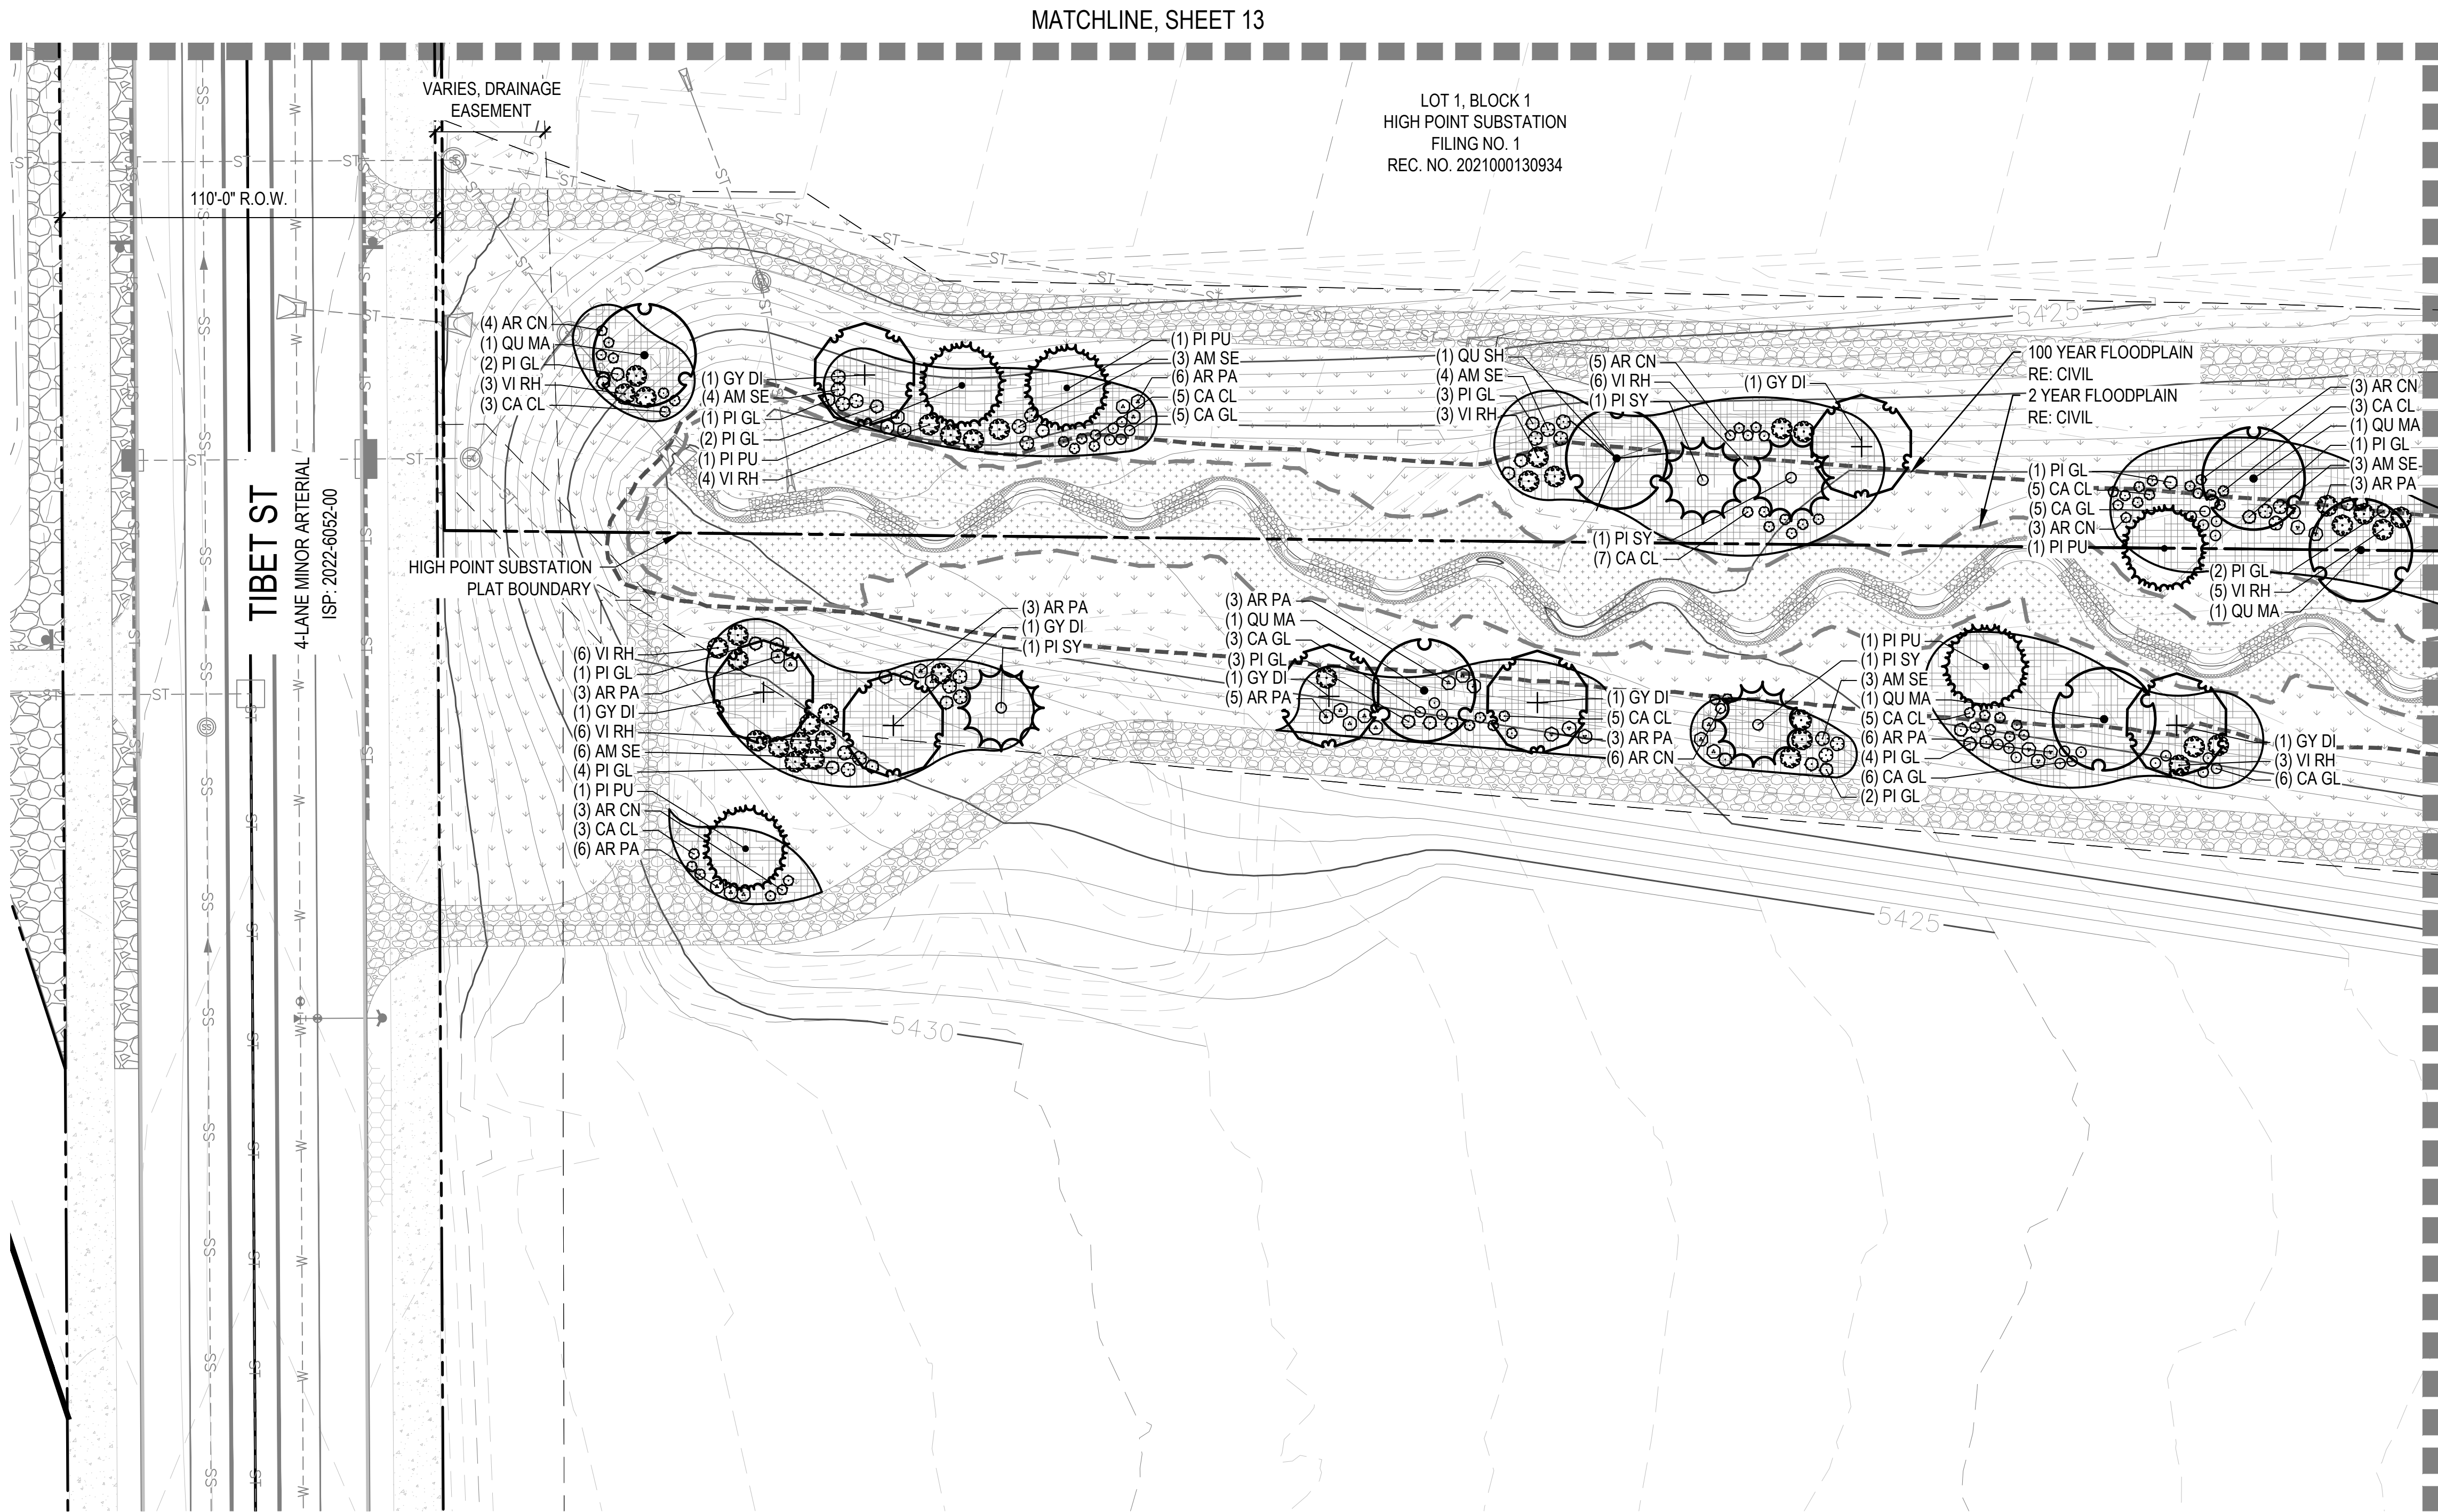 MATCHLINE, SHEET 13
VARIES, DRAINAGE
EASEMENT
LOT 1, BLOCK 1
HIGH POINT SUBSTATION
FILING NO. 1
REC. NO. 2021000130934
110'-0" R.O.W.
TIBET ST
4-LANE MINOR ARTERIAL
ISP: 2022-6052-00
(4) AR CN
(1) QU MA
(2) PI GL
(3) VI RH
(3) CA CL
(1) GY DI
(4) AM SE
(1) PI GL
(2) PI GL
(1) PI PU
(4) VI RH
(1) PI PU
(3) AM SE
(6) AR PA
(5) CA CL
(5) CA GL
(1) QU SH
(4) AM SE
(3) PI GL
(3) VI RH
(5) AR CN
(6) VI RH
(1) PI SY
(1) GY DI
(1) PI SY
(7) CA CL
5425
100 YEAR FLOODPLAIN
RE: CIVIL
2 YEAR FLOODPLAIN
RE: CIVIL
(3) AR CN
(3) CA CL
(1) QU MA
(1) PI GL
(3) AM SE
(3) AR PA
(1) PI GL
(5) CA CL
(5) CA GL
(3) AR CN
(1) PI PU
(2) PI GL
(5) VI RH
(1) QU MA
HIGH POINT SUBSTATION
PLAT BOUNDARY
(6) VI RH
(1) PI GL
(3) AR PA
(1) GY DI
(6) VI RH
(6) AM SE
(4) PI GL
(1) PI PU
(3) AR CN
(3) CA CL
(6) AR PA
(3) AR PA
(1) GY DI
(1) PI SY
(3) AR PA
(1) QU MA
(3) CA GL
(3) PI GL
(1) GY DI
(5) AR PA
(1) GY DI
(5) CA CL
(3) AR PA
(6) AR CN
(1) PI PU
(1) PI SY
(3) AM SE
(1) QU MA
(5) CA CL
(6) AR PA
(4) PI GL
(6) CA GL
(2) PI GL
(1) GY DI
(3) VI RH
(6) CA GL
5425
5430